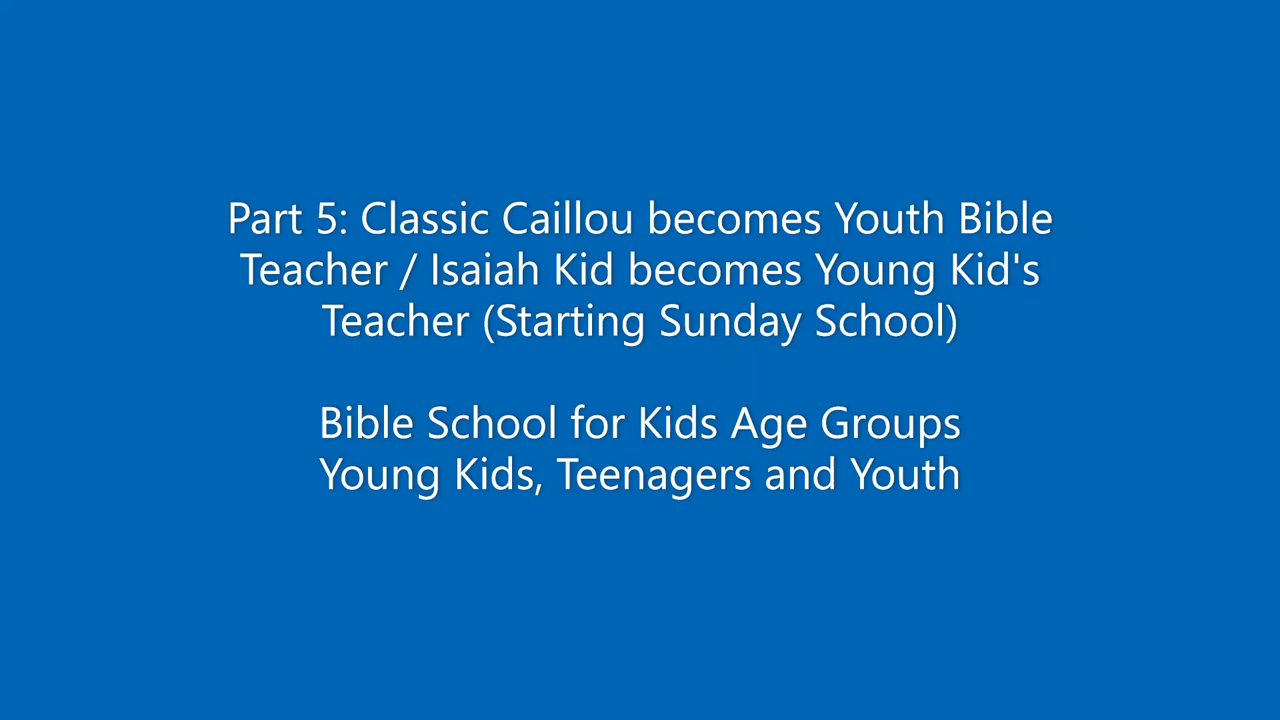 Part 5: Classic Caillou becomes Youth Bible
Teacher / Isaiah Kid becomes Young Kid's
Teacher (Starting Sunday School)
Bible School for Kids Age Groups
Young Kids, Teenagers and Youth